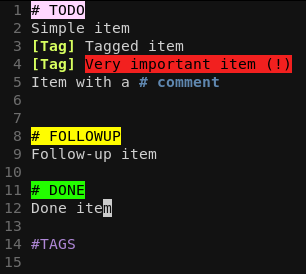 1 # TODO
2 Simple item
3 [Tag] Tagged item
4 [Tag] Very important item (!)
5 Item with a # comment
6
7
8 # FOLLOWUP
9 Follow-up item
10
11 # DONE
12 Done item
13
14 #TAGS
15